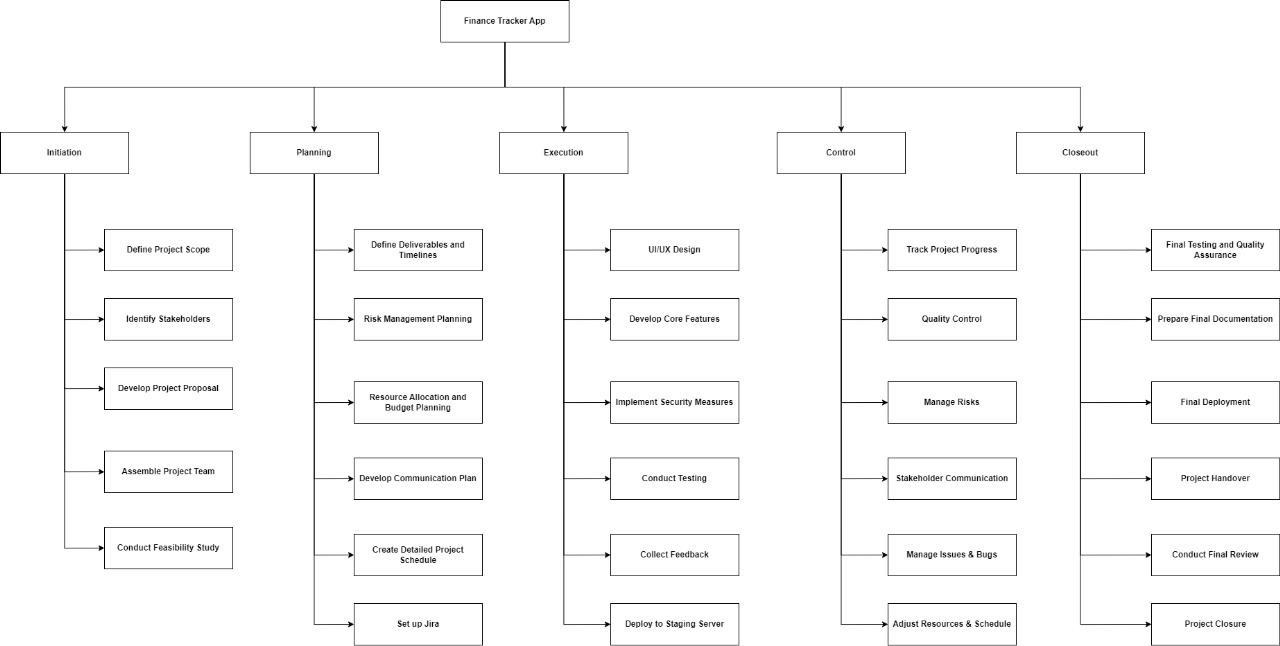 Finance Tracker App
Initiation
Planning
Execution
Control
Closeout
Define Project Scope
Identify Stakeholders
Develop Project Proposal
Assemble Project Team
Conduct Feasibility Study
Define Deliverables and
Timelines
Risk Management Planning
Resource Allocation and
Budget Planning
Develop Communication Plan
Create Detailed Project
Schedule
Set up Jira
UI/UX Design
Develop Core Features
Implement Security Measures
Conduct Testing
Collect Feedback
Deploy to Staging Server
Track Project Progress
Quality Control
Manage Risks
Stakeholder Communication
Manage Issues & Bugs
Adjust Resources & Schedule
Final Testing and Quality
Assurance
Prepare Final Documentation
Final Deployment
Project Handover
Conduct Final Review
Project Closure